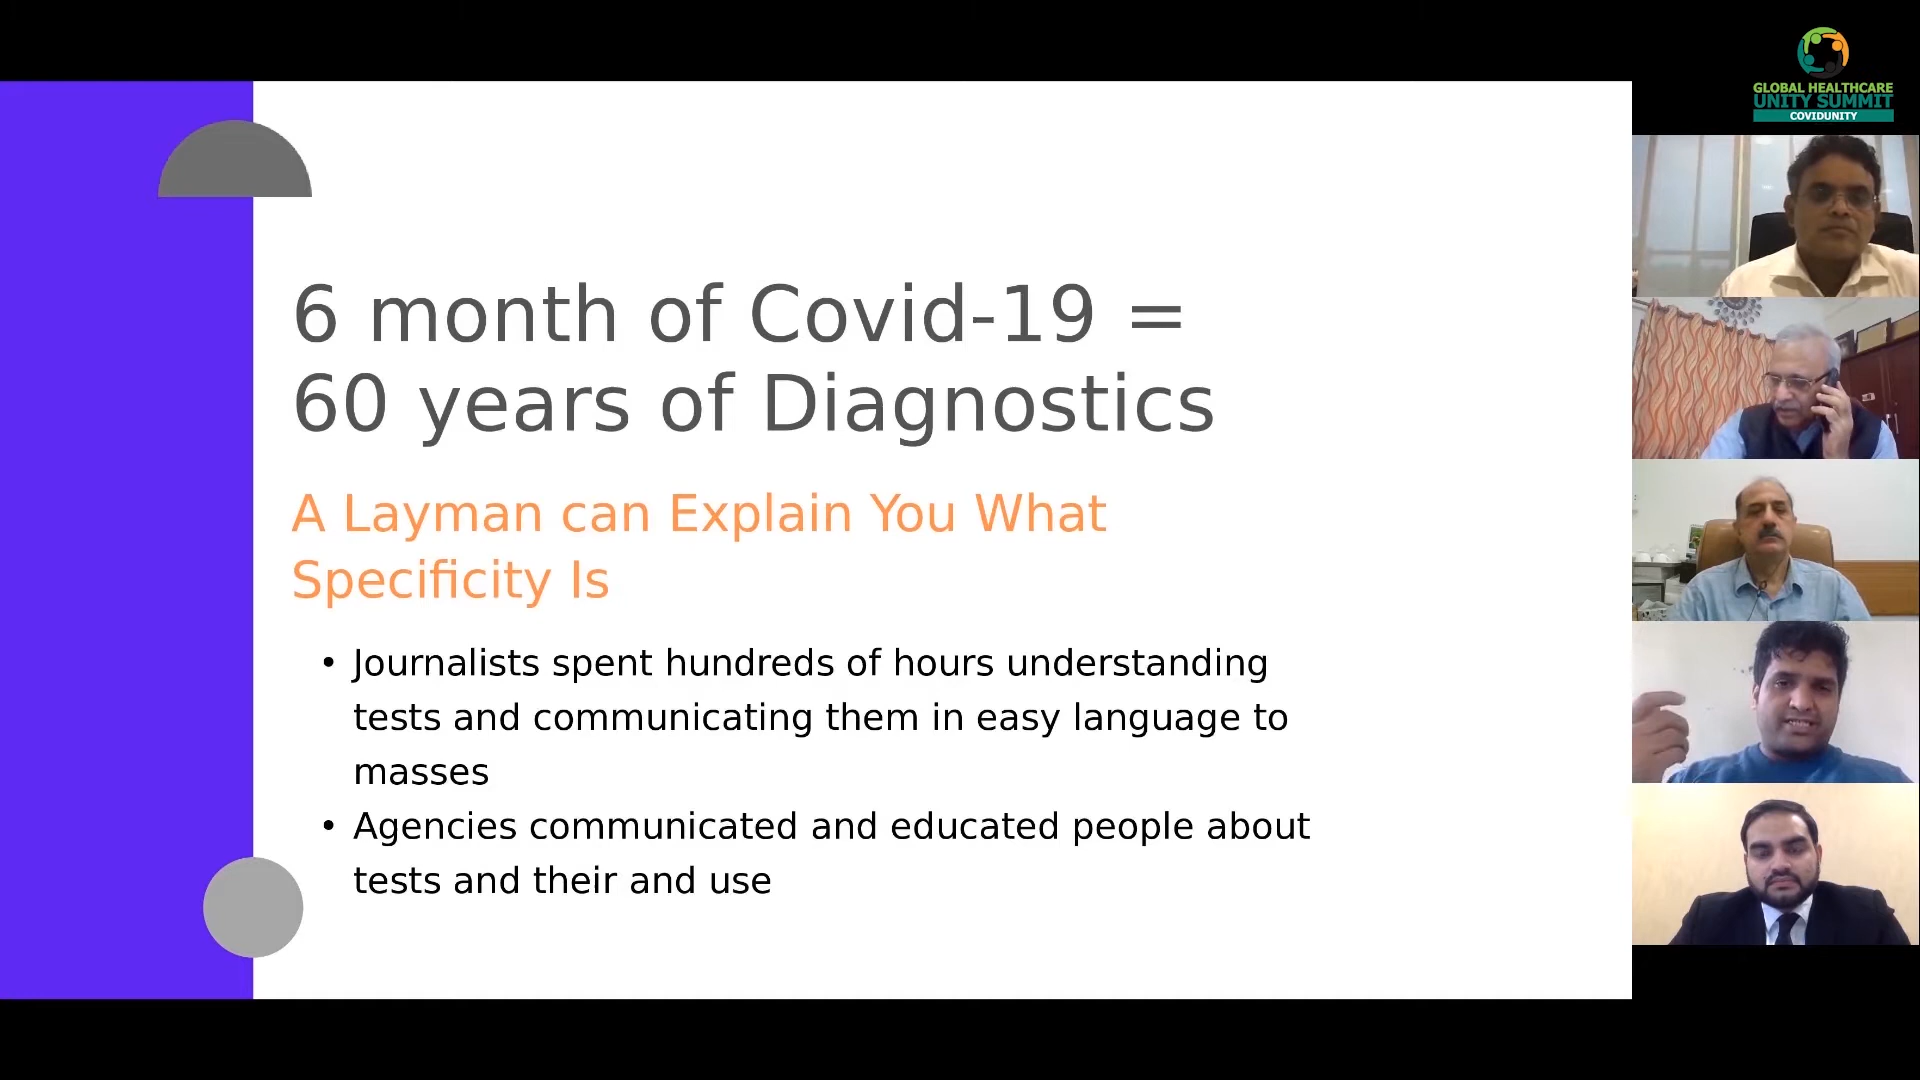 GLOBAL HEALTHCARE
UNITY SUMMIT
COVIDUNITY
6 month of Covid-19 =
60 years of Diagnostics
A Layman can Explain You What
Specificity Is
• Journalists spent hundreds of hours understanding
tests and communicating them in easy language to
masses
• Agencies communicated and educated people about
tests and their and use